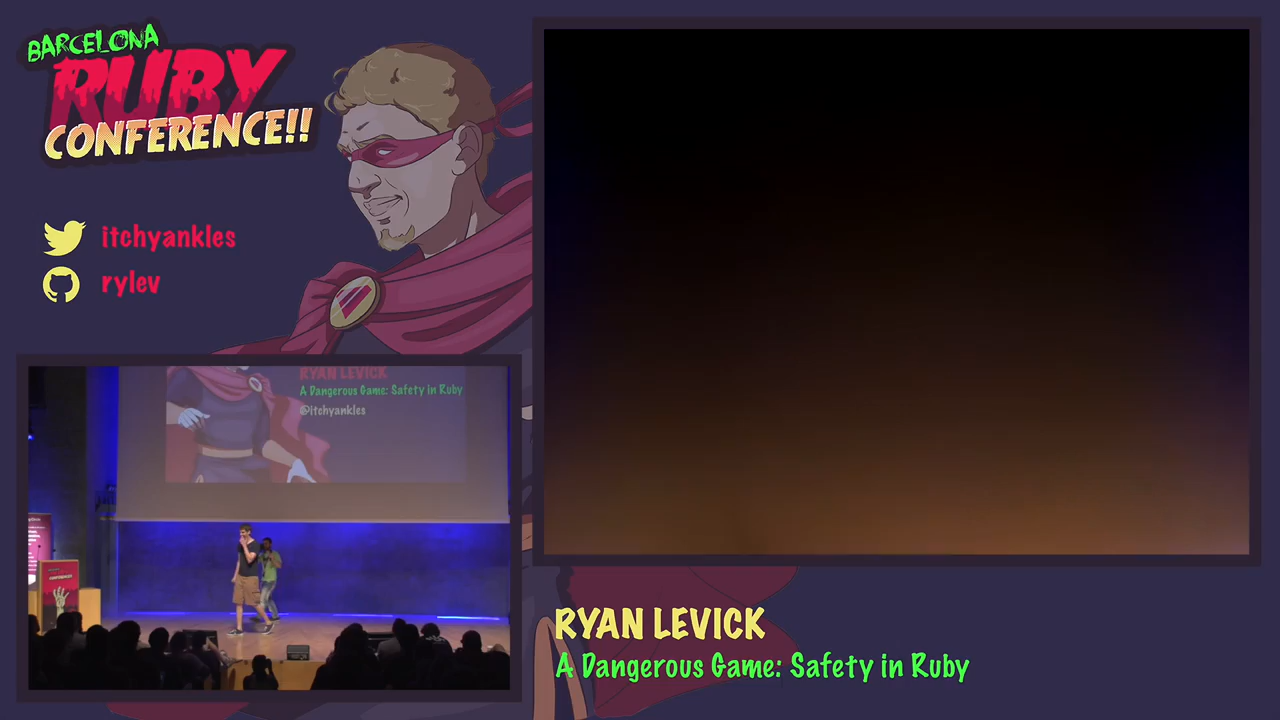 BARCELONA
RUBY
CONFERENCE!!
itchyankles
rylev
RYAN LEVICK
A Dangerous Game: Safety in Ruby
@itchyankles
CONFERENCE!!
RYAN LEVICK
A Dangerous Game: Safety in Ruby